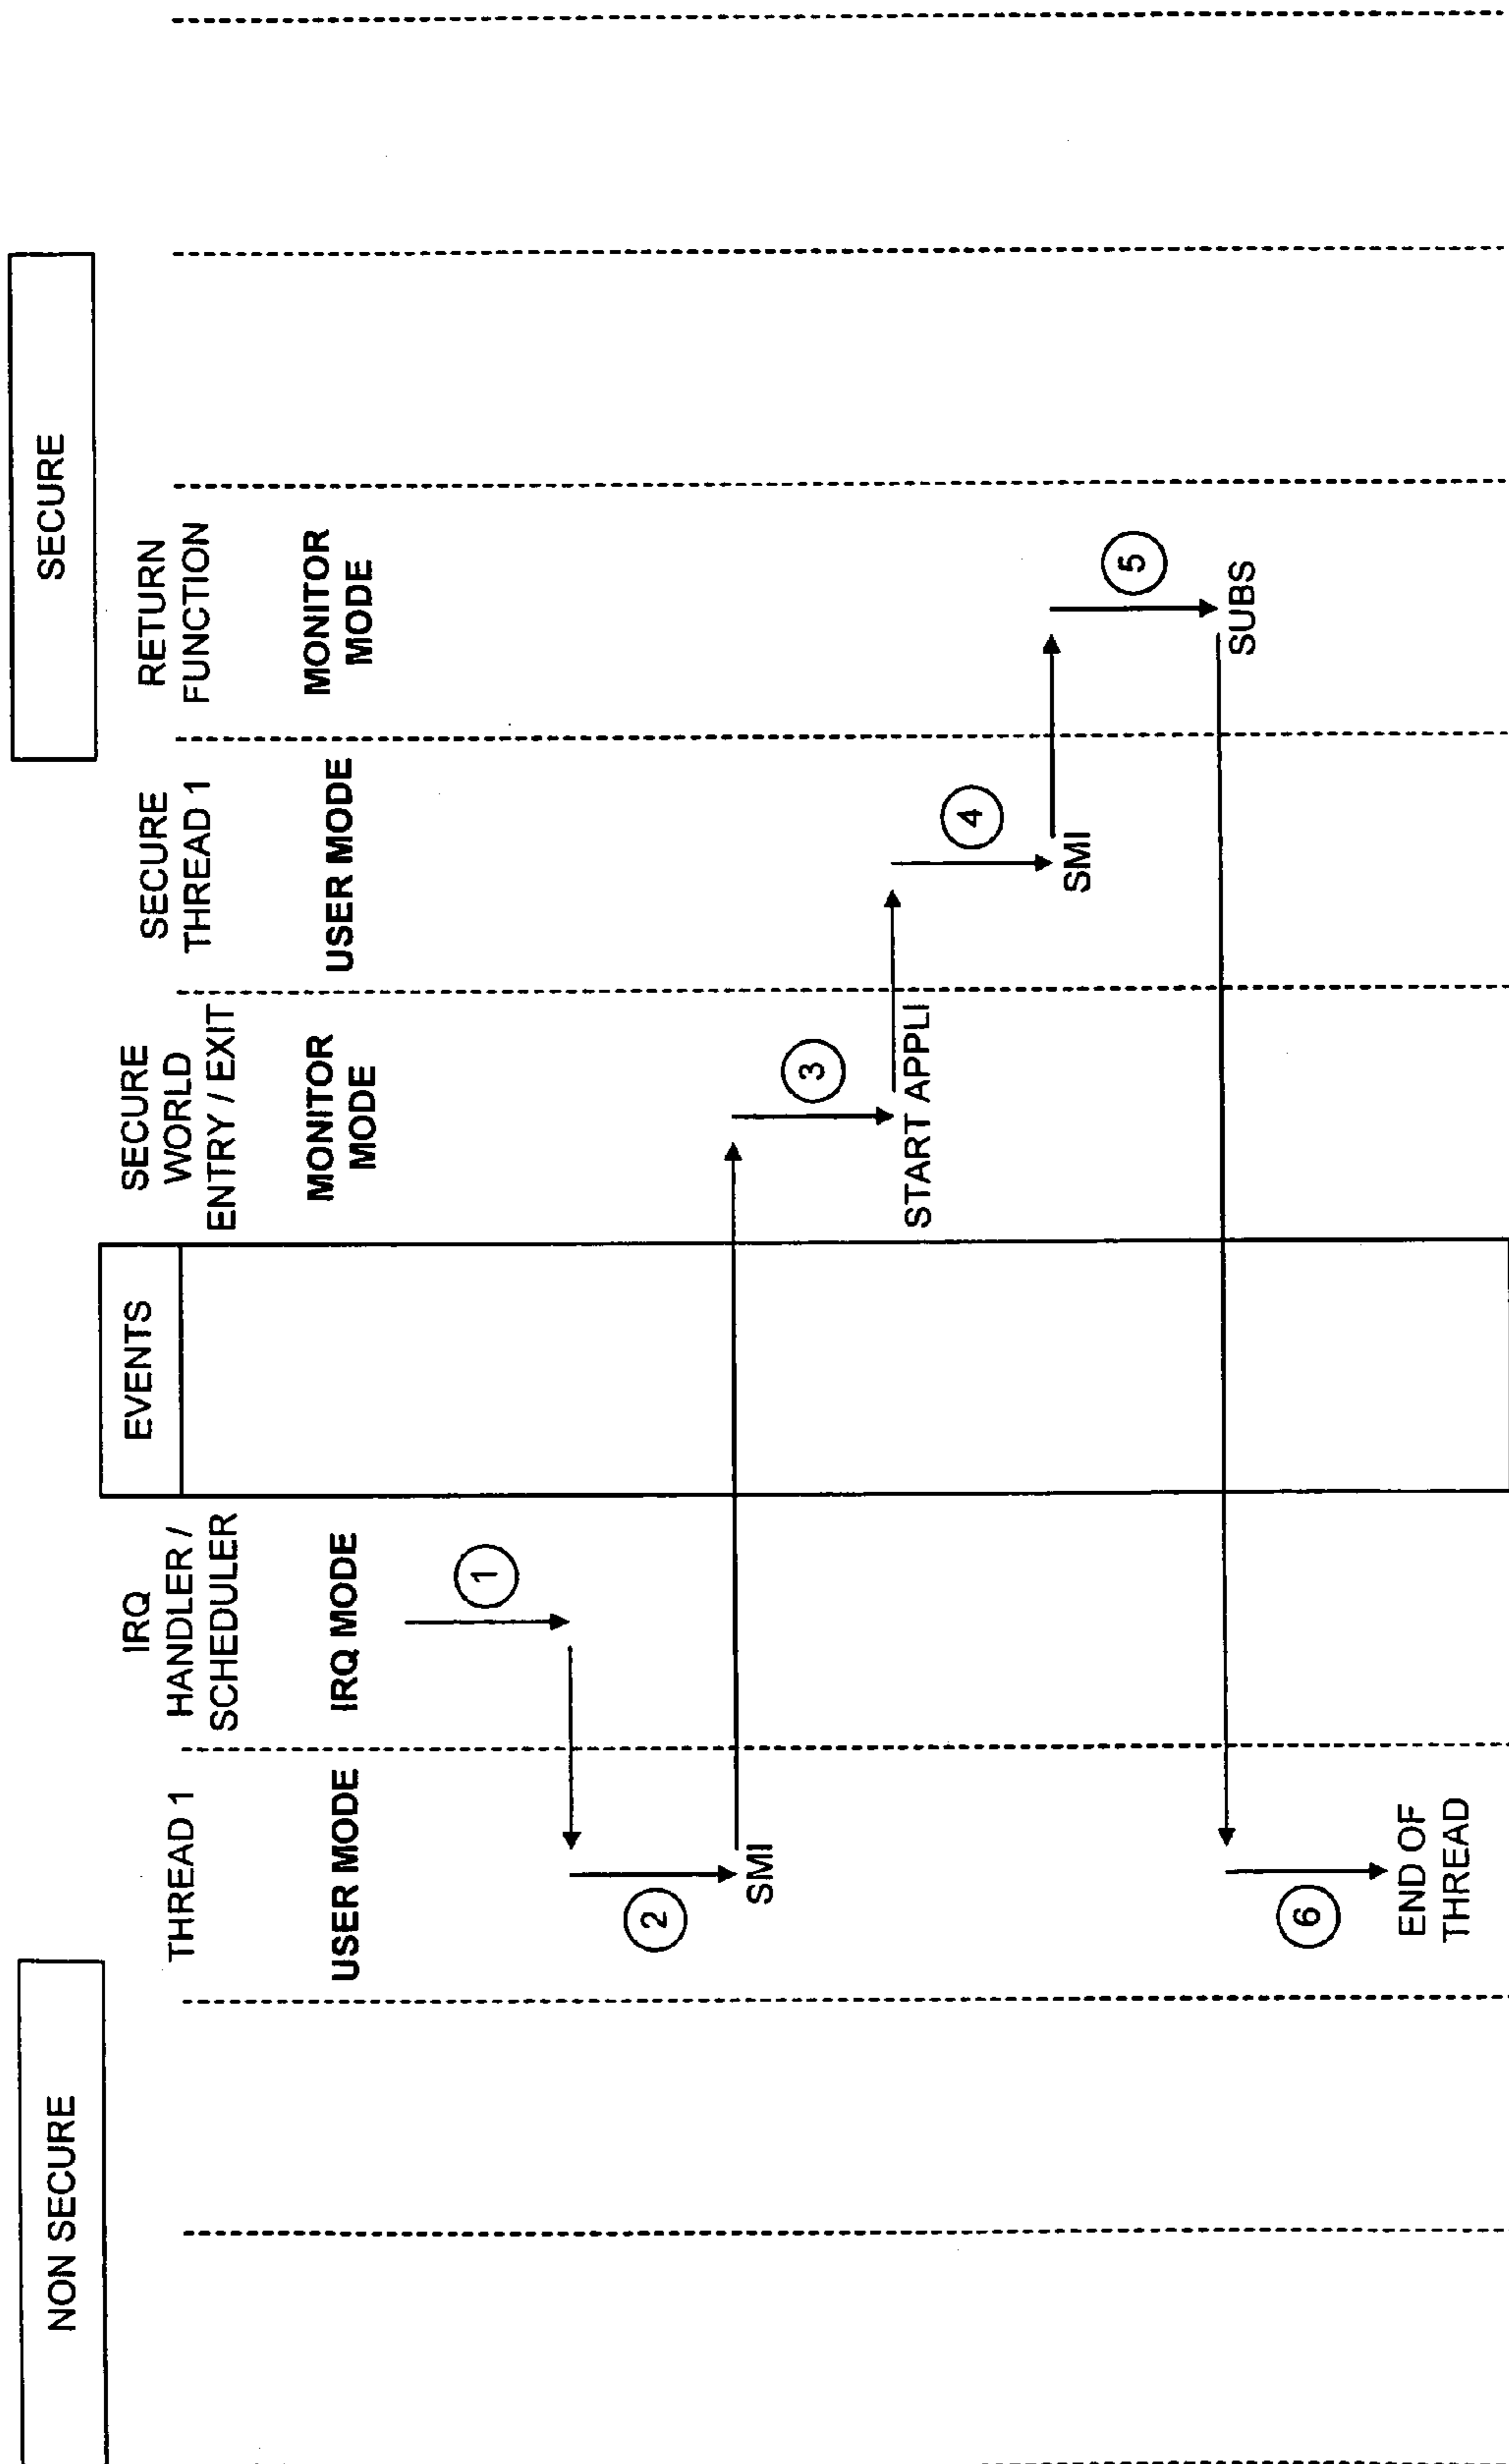 NON SECURE
SECURE
EVENTS
THREAD 1
IRQ
HANDLER /
SCHEDULER
SECURE
WORLD
ENTRY / EXIT
SECURE
THREAD 1
RETURN
FUNCTION
USER MODE
IRQ MODE
MONITOR
MODE
USER MODE
MONITOR
MODE
1
2
SMI
3
START APPLI
4
SMI
5
SUBS
6
END OF
THREAD